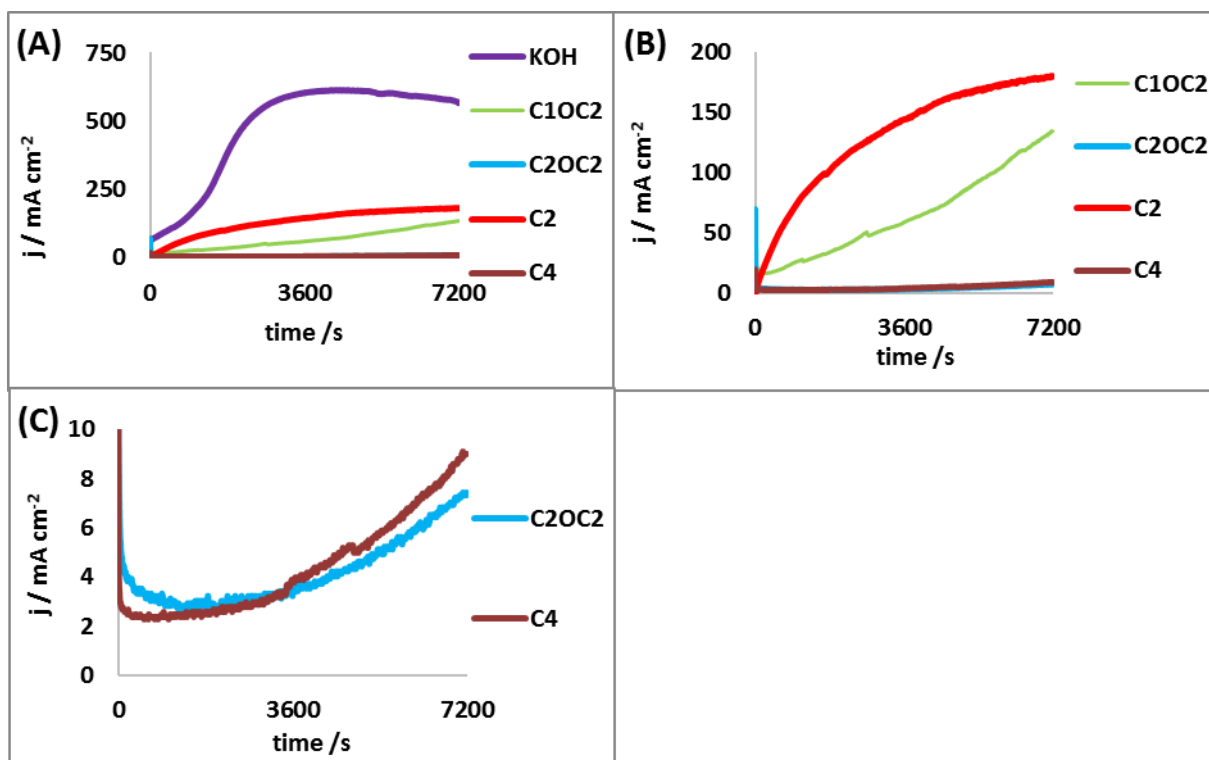 (A)
750
500
250
0
j / mA cm-2
0 3600 7200
time /s
KOH
C1OC2
C2OC2
C2
C4
(B)
200
150
100
50
0
j / mA cm-2
0 3600 7200
time /s
C1OC2
C2OC2
C2
C4
(C)
10
8
6
4
2
0
j / mA cm-2
0 3600 7200
time /s
C2OC2
C4